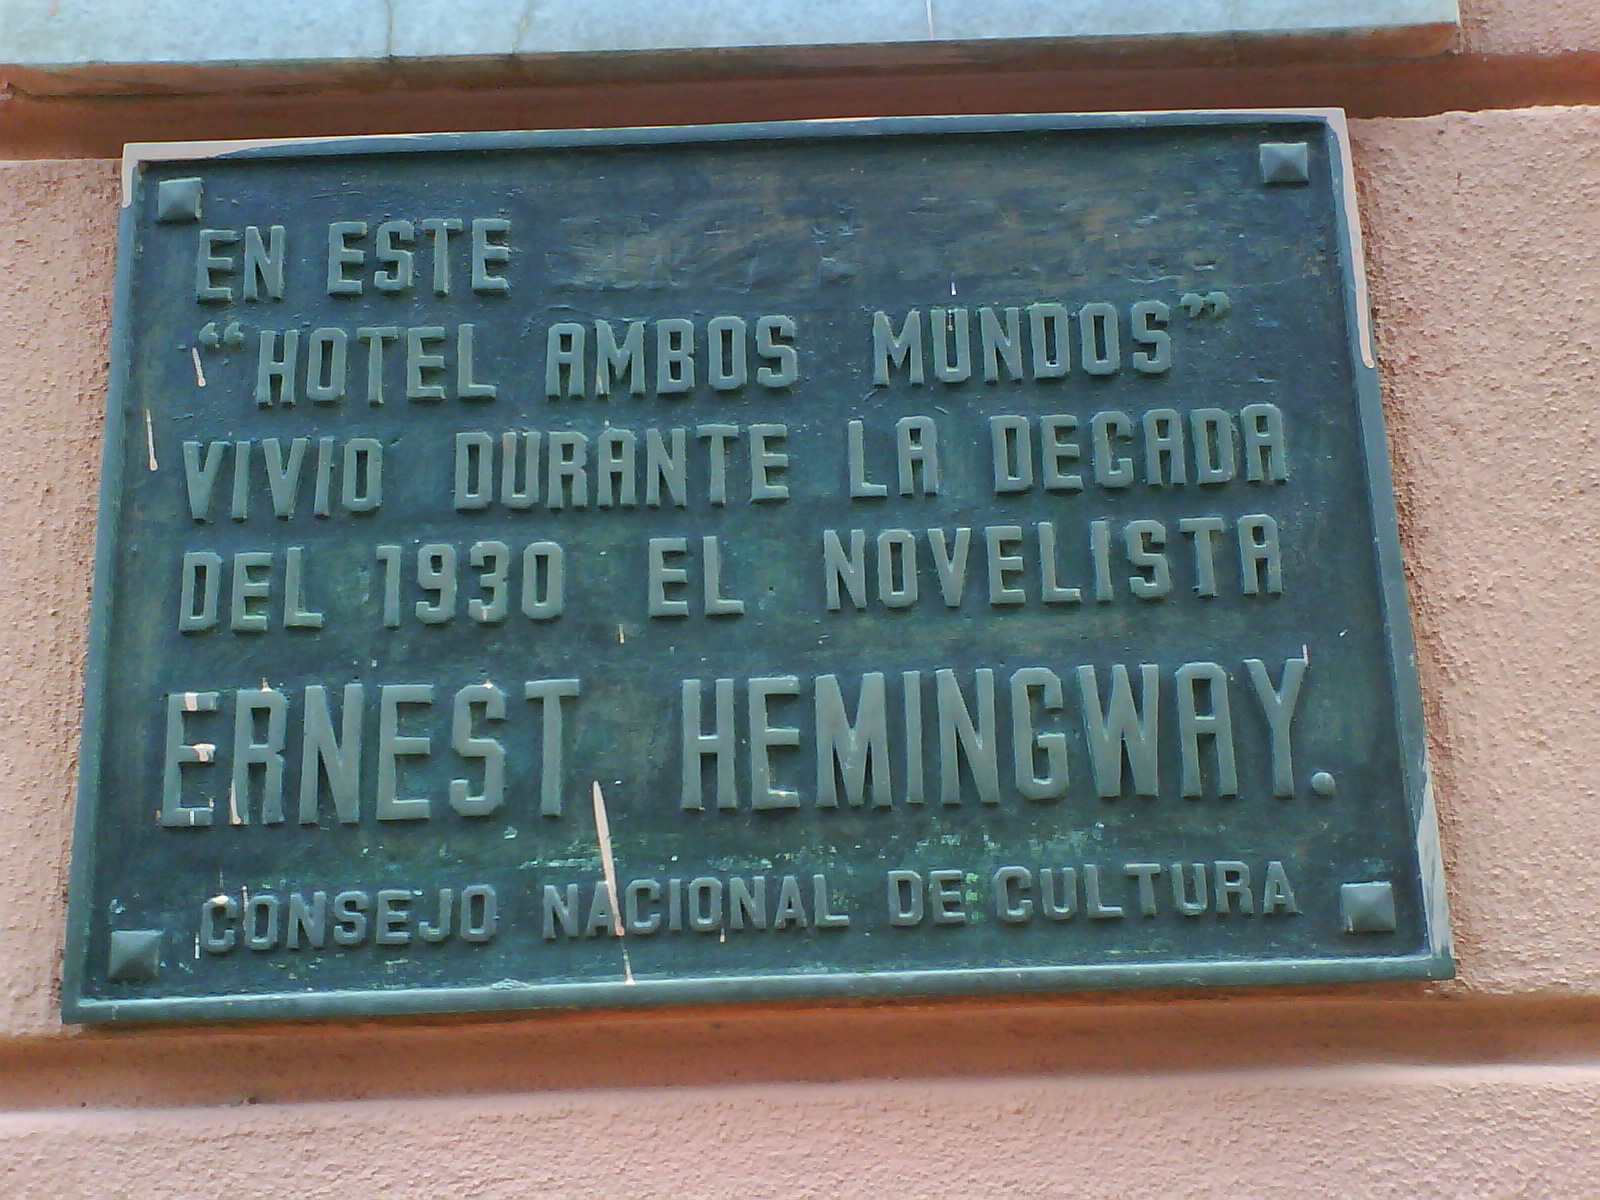 EN ESTE
“HOTEL AMBOS MUNDOS”
VIVIO DURANTE LA DECADA
DEL 1930 EL NOVELISTA
ERNEST HEMINGWAY.
CONSEJO NACIONAL DE CULTURA